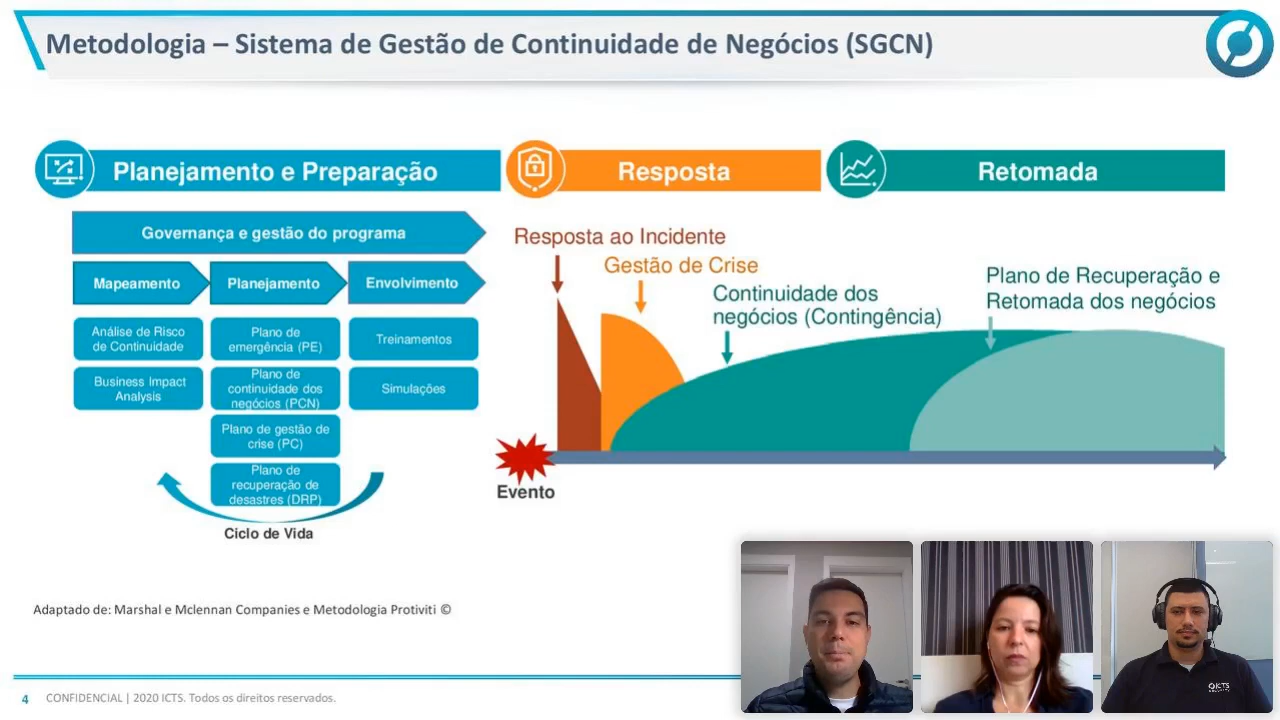 Metodologia – Sistema de Gestão de Continuidade de Negócios (SGCN)
Planejamento e Preparação
Resposta
Retomada
Governança e gestão do programa
Mapeamento
Planejamento
Envolvimento
Análise de Risco
de Continuidade
Plano de
emergência (PE)
Treinamentos
Business Impact
Analysis
Plano de
continuidade dos
negócios (PCN)
Simulações
Plano de gestão de
crise (PC)
Plano de
recuperação de
desastres (DRP)
Ciclo de Vida
Resposta ao Incidente
Gestão de Crise
Continuidade dos
negócios (Contingência)
Plano de Recuperação e
Retomada dos negócios
Evento
Adaptado de: Marshal e Mclennan Companies e Metodologia Protiviti ©
4
CONFIDENCIAL | 2020 ICTS. Todos os direitos reservados.
ICTS